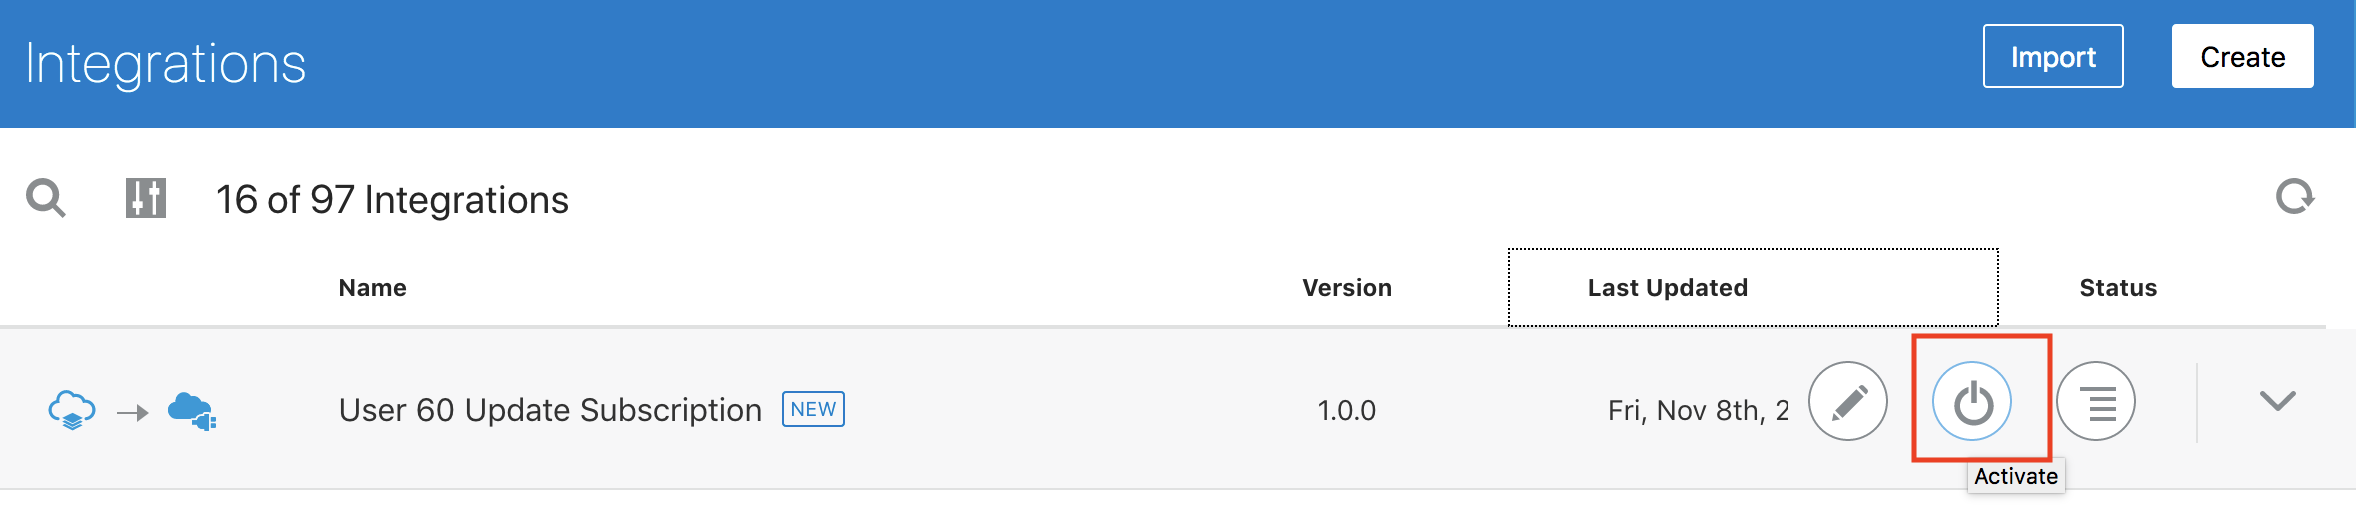 Integrations
Import
Create
16 of 97 Integrations
Name
Version
Last Updated
Status
User 60 Update Subscription
NEW
1.0.0
Fri, Nov 8th, 2
Activate